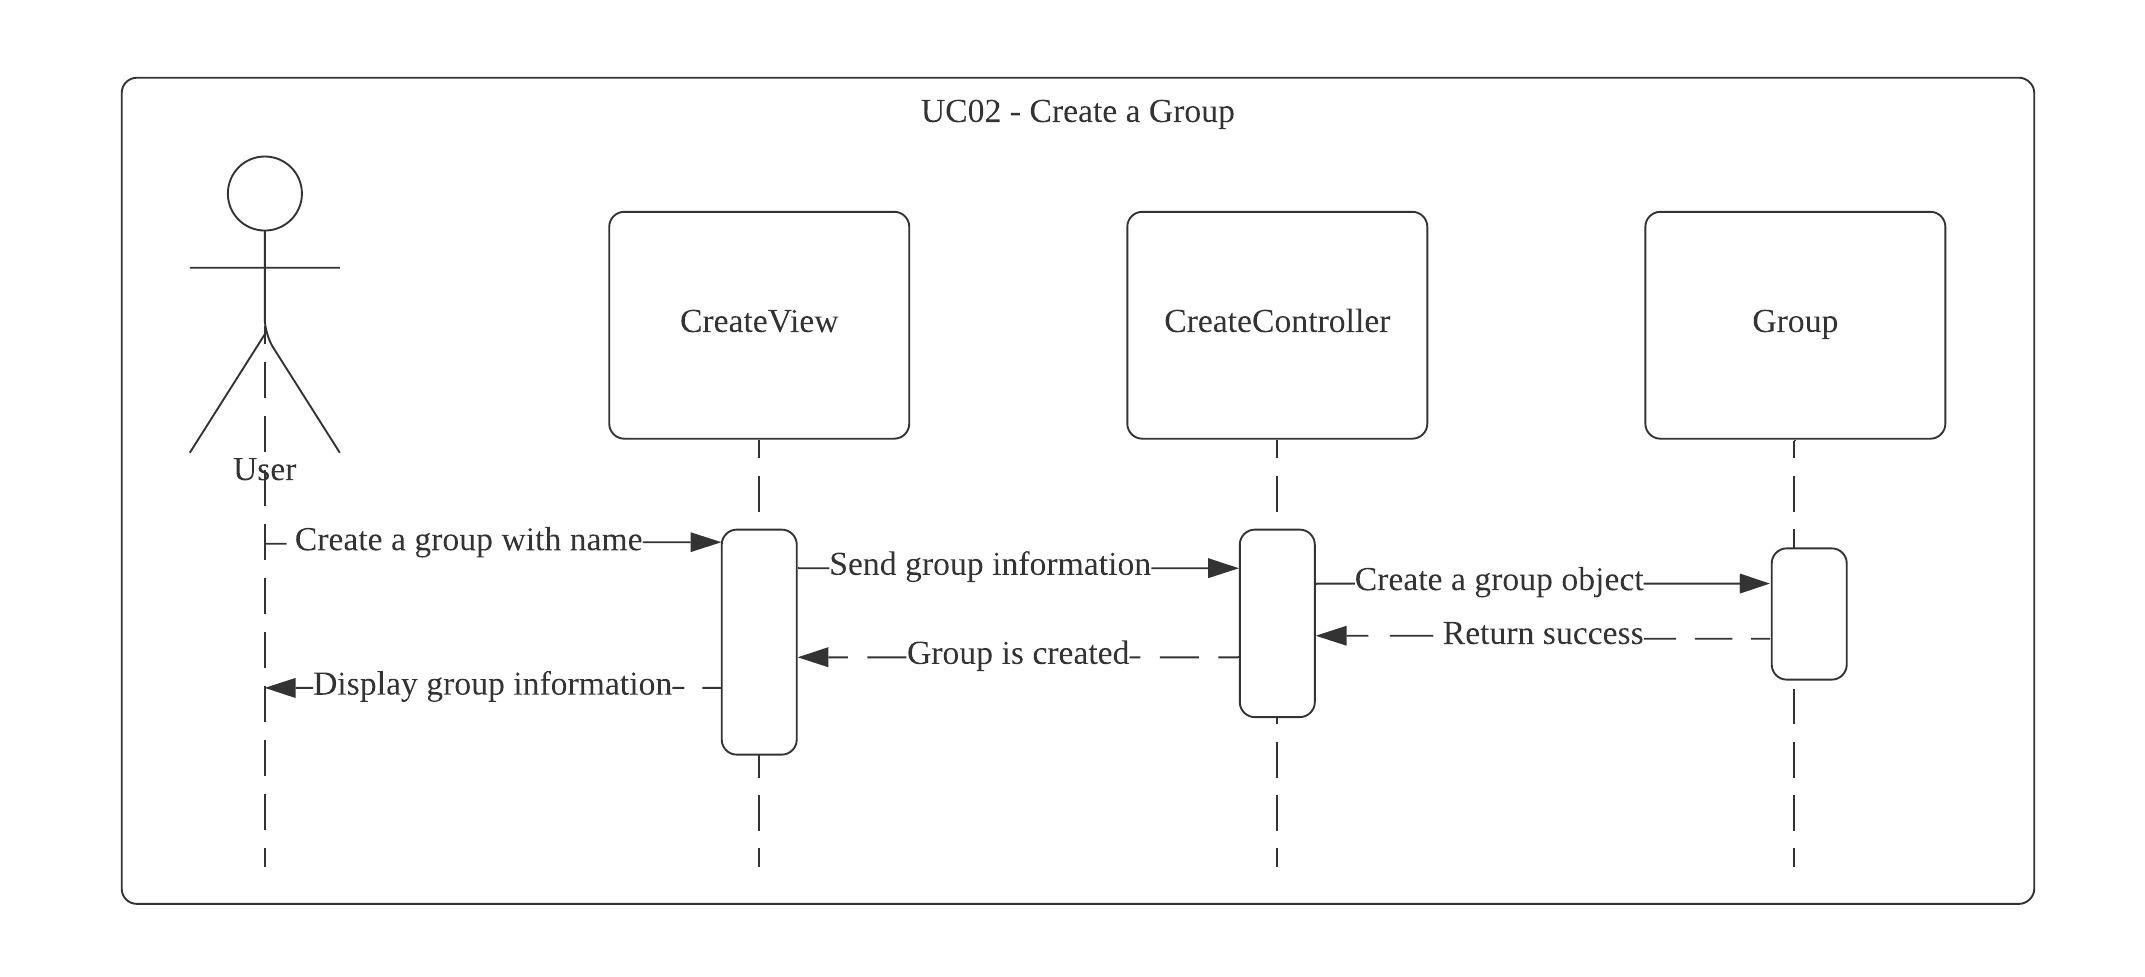 UC02 - Create a Group
CreateView
CreateController
Group
User
Create a group with name
Send group information
Create a group object
Return success
Group is created
Display group information